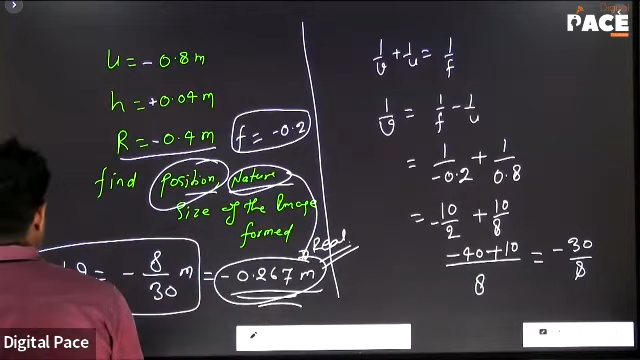 Digital
PACE
u = - 0.8 m
h = +0.04 m
R = -0.4 m
f = -0.2
find position, Nature
size of the Image
formed
Real
= - 8/30 m = - 0.267 m
1/v + 1/u = 1/f
1/v = 1/f - 1/u
= 1/-0.2 + 1/0.8
= - 10/2 + 10/8
-40+10/8 = -30/8
Digital Pace